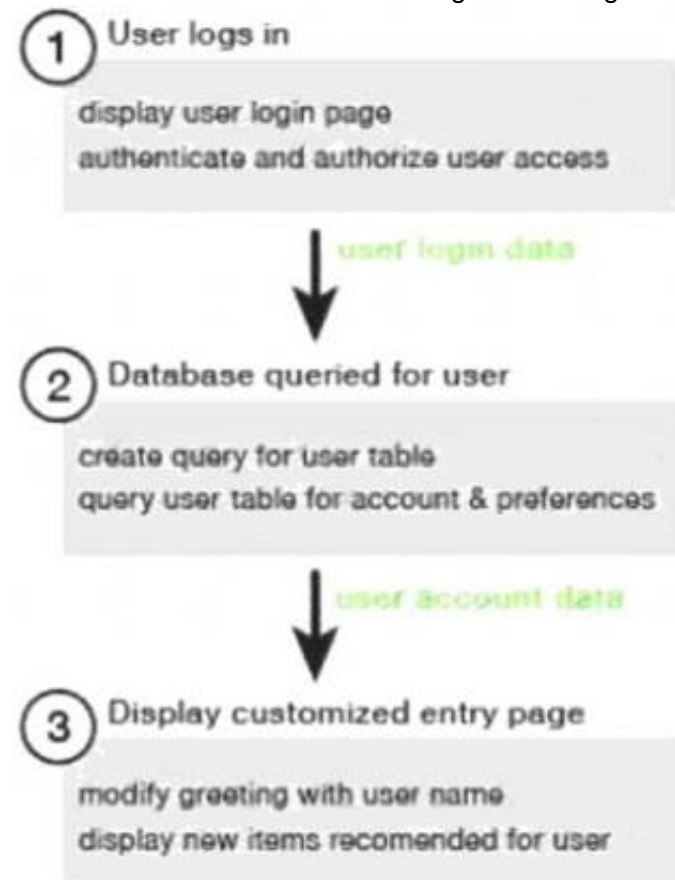 1
User logs in
display user login page
authenticate and authorize user access
user login data
2
Database queried for user
create query for user table
query user table for account & preferences
user account data
3
Display customized entry page
modify greeting with user name
display new items recomended for user